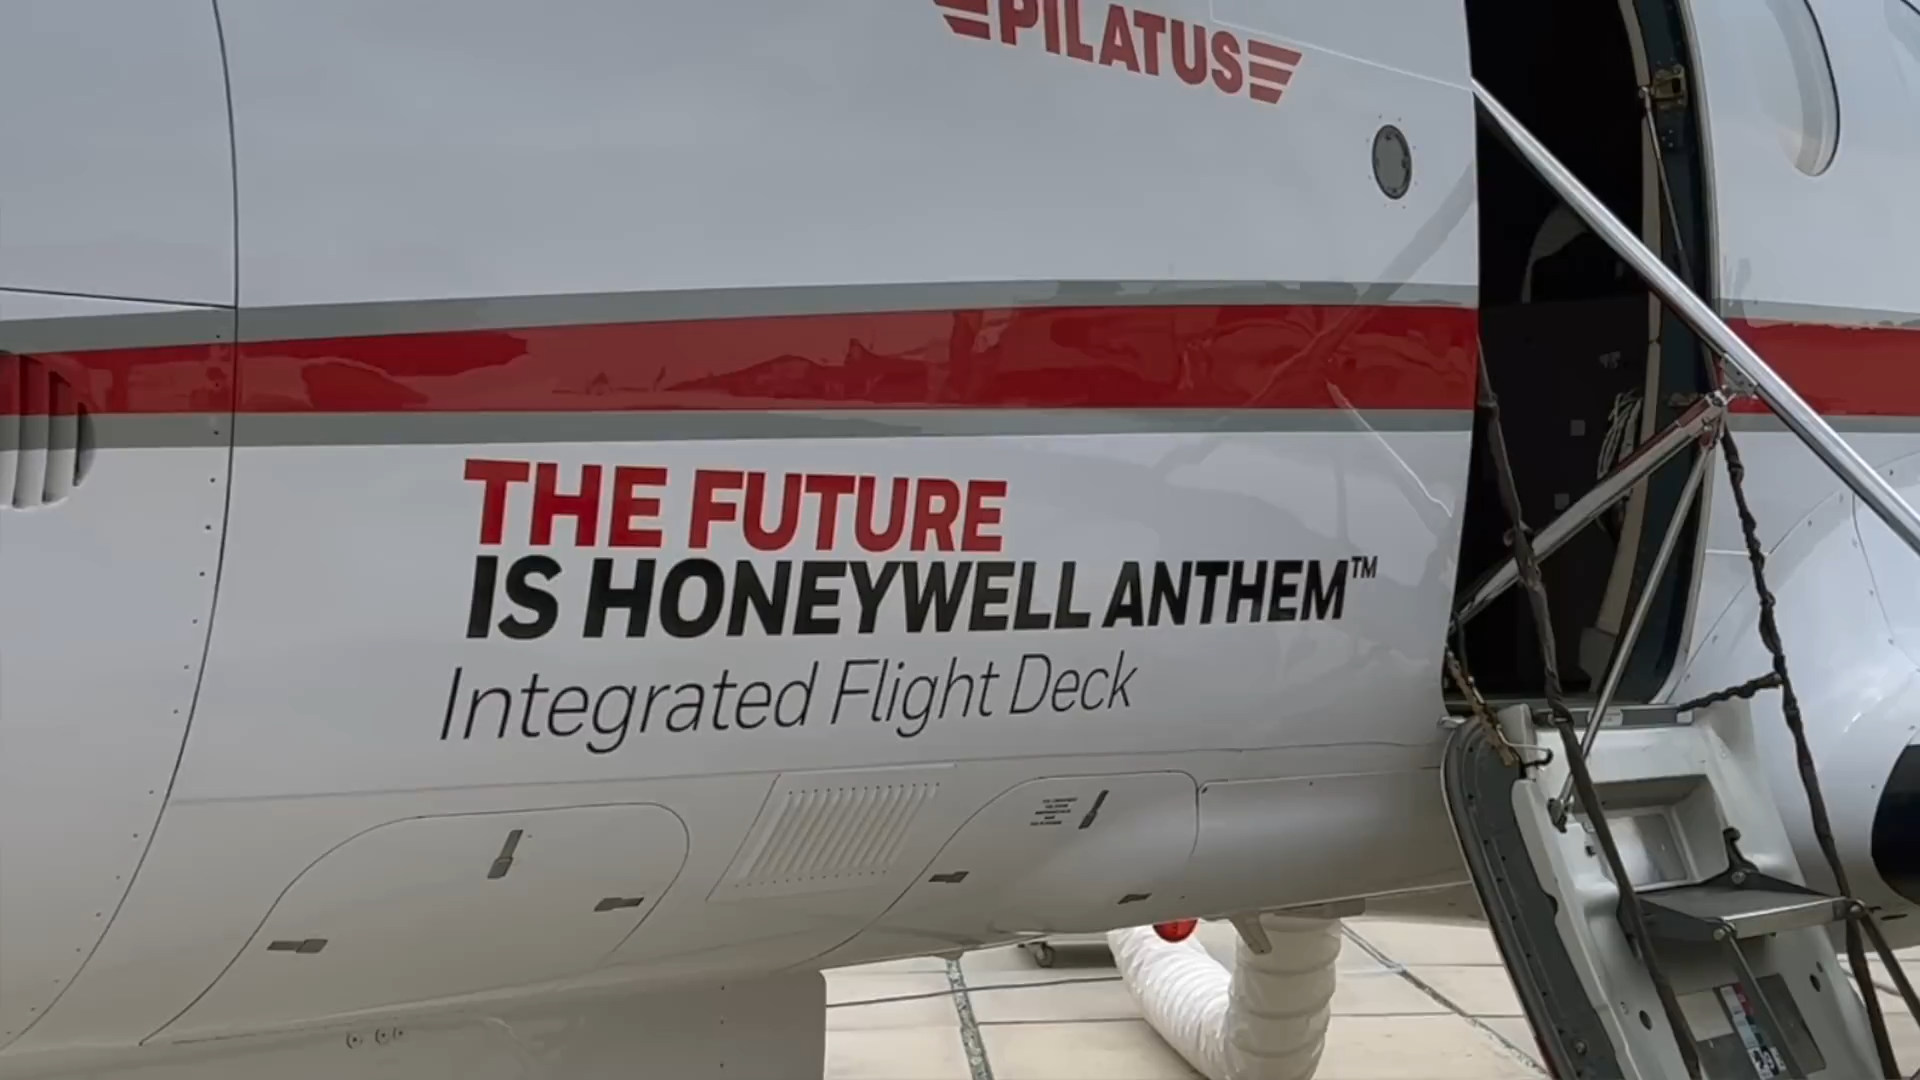 PILATUS
THE FUTURE
IS HONEYWELL ANTHEM™
Integrated Flight Deck